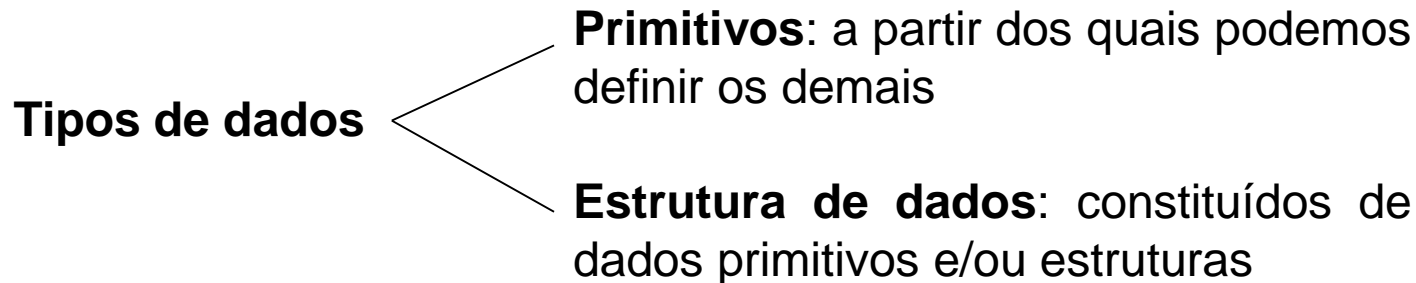 Primitivos: a partir dos quais podemos
definir os demais
Tipos de dados
Estrutura de dados: constituídos de
dados primitivos e/ou estruturas